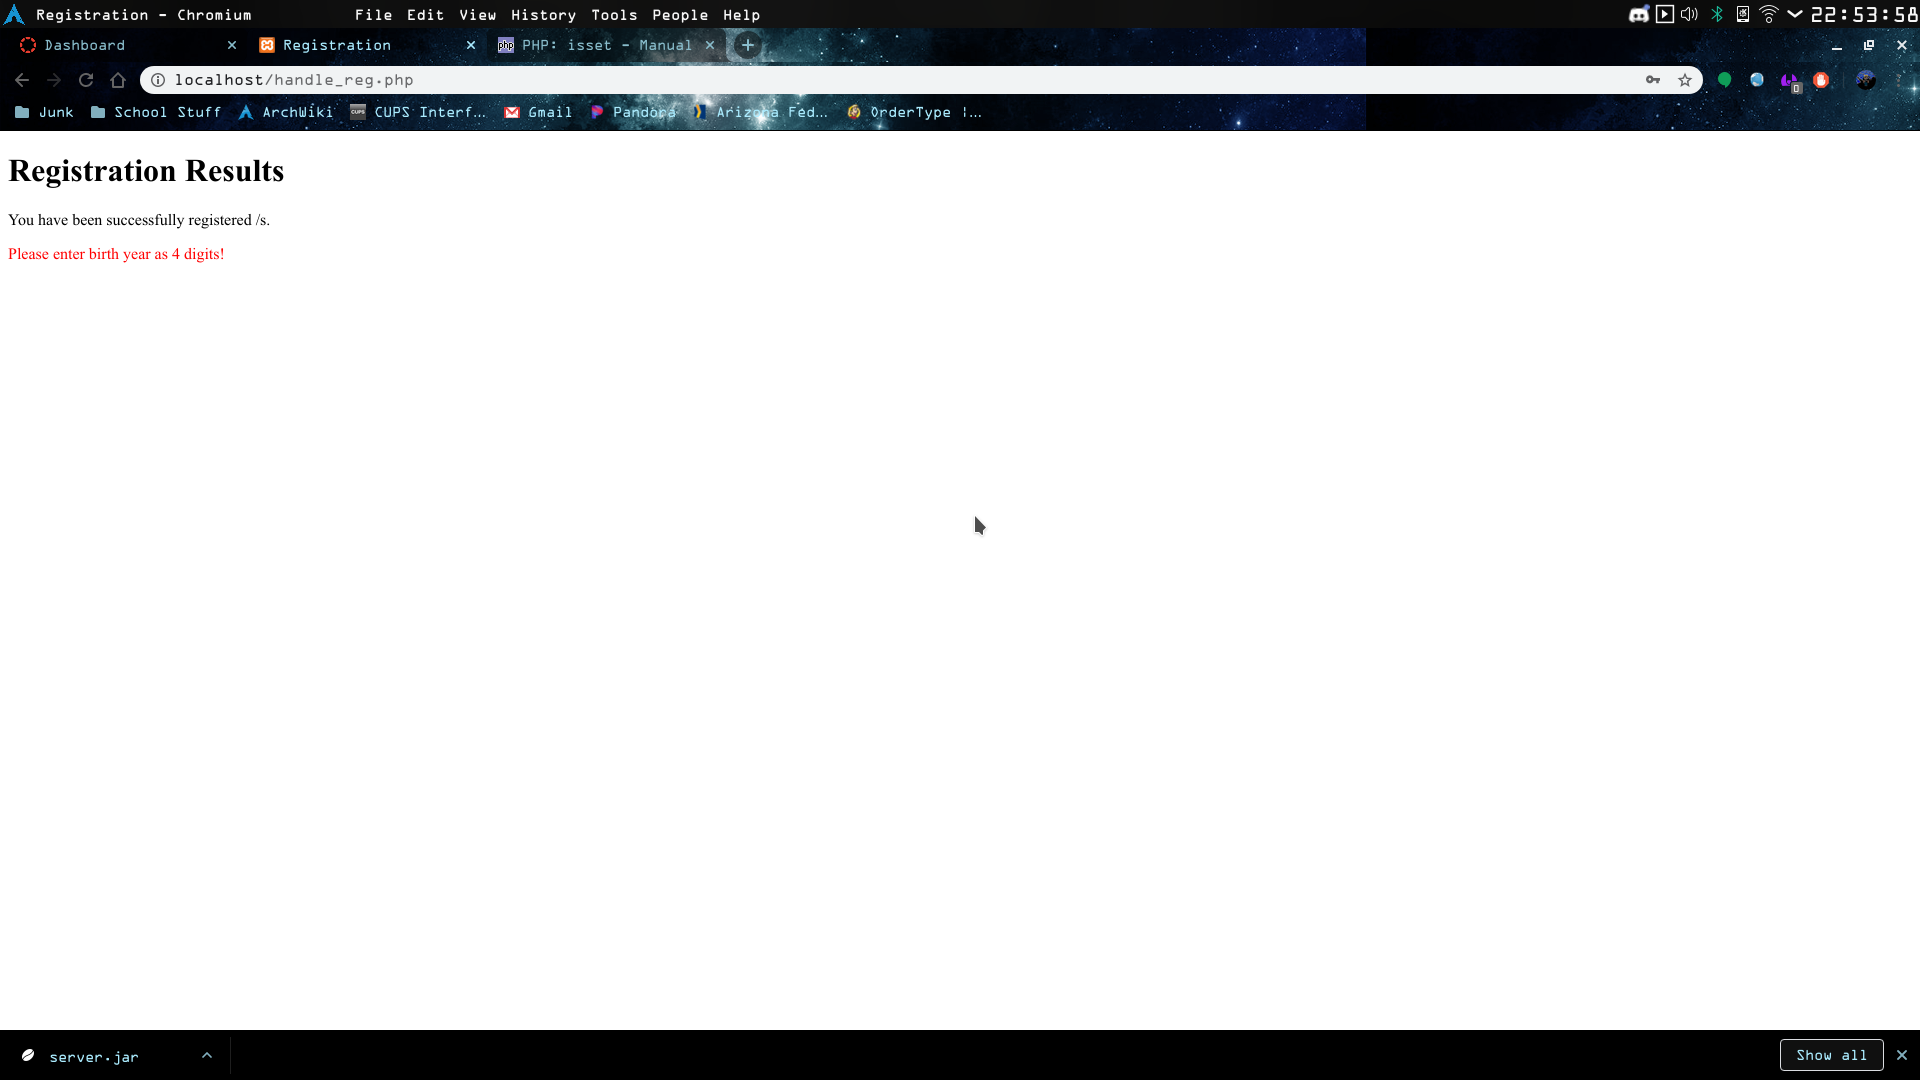 Registration - Chromium File Edit View History Tools People Help 22:53:58
Dashboard Registration PHP: isset - Manual
localhost/handle_reg.php
Junk School Stuff ArchWiki CUPS Interf... Gmail Pandora Arizona Fed... OrderType |...
Registration Results
You have been successfully registered /s.
Please enter birth year as 4 digits!
server.jar Show all